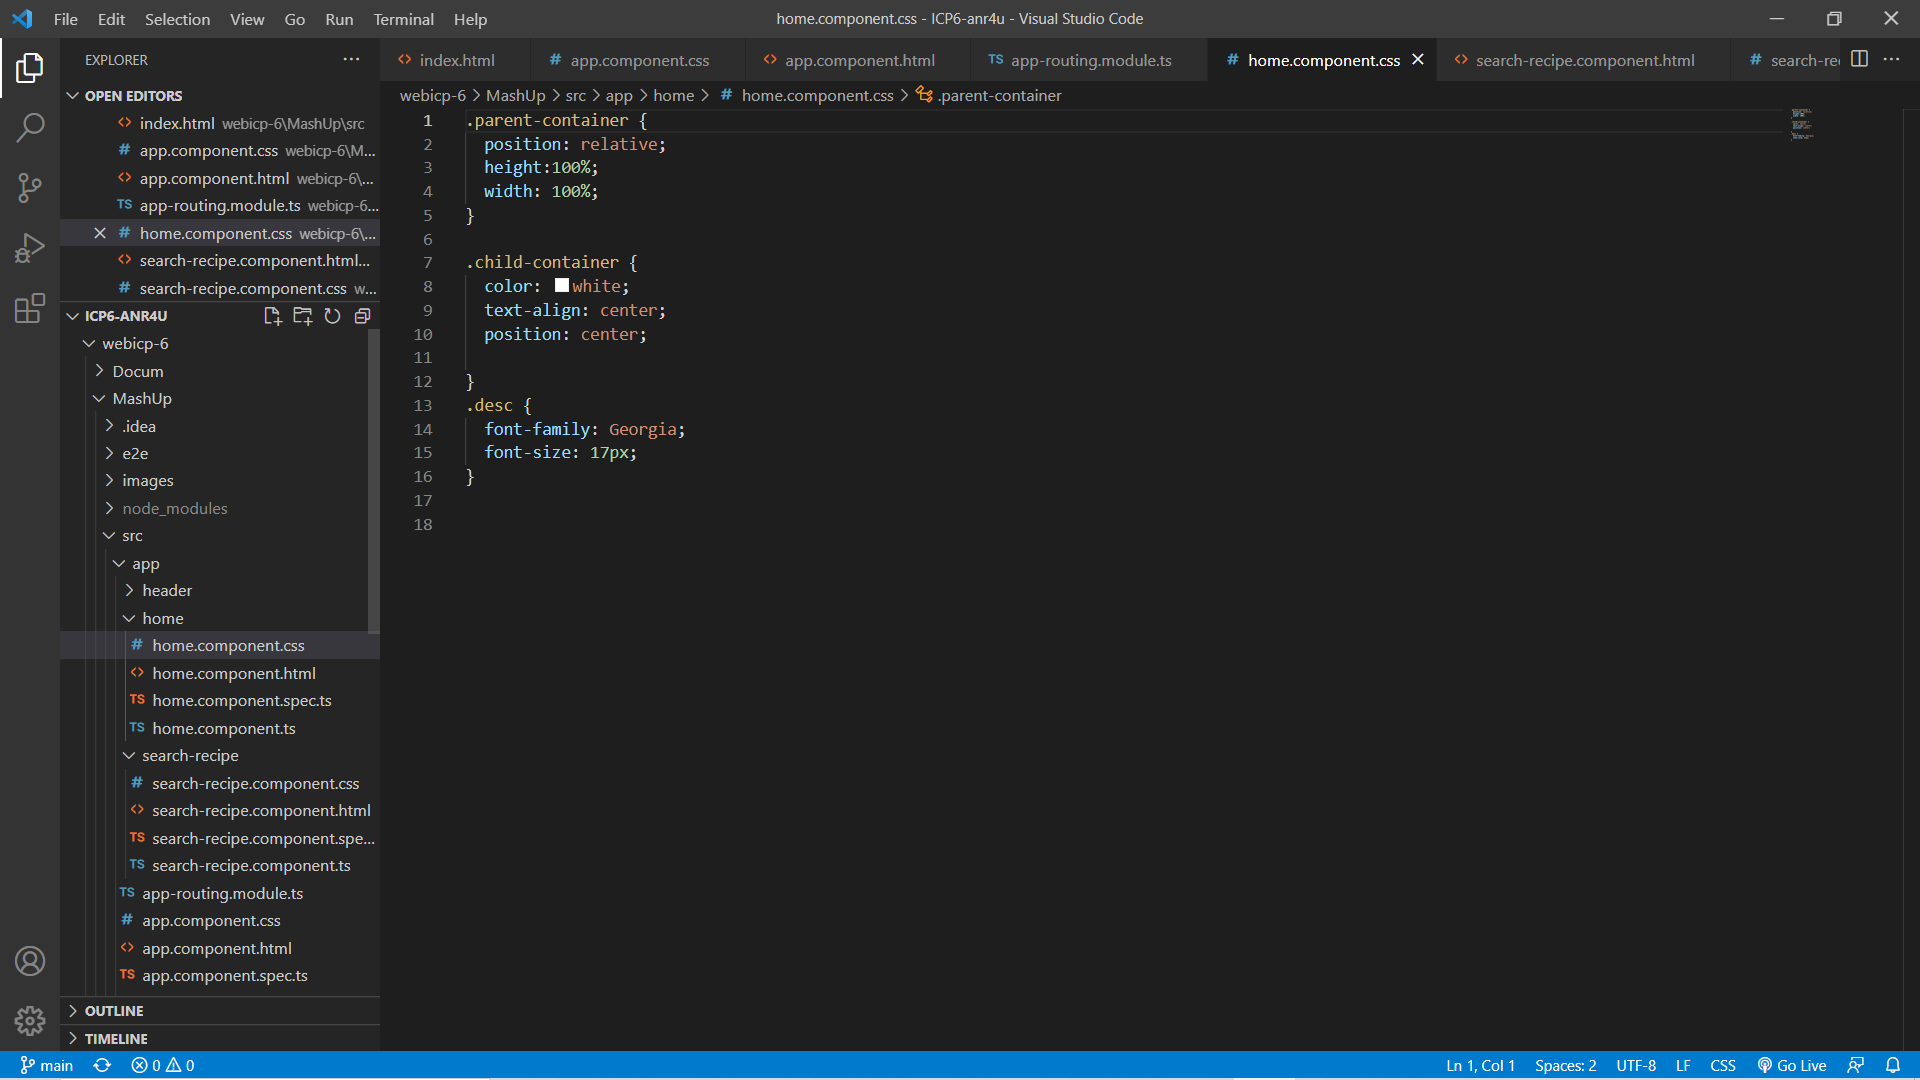 File Edit Selection View Go Run Terminal Help
home.component.css - ICP6-anr4u - Visual Studio Code
EXPLORER
index.html
# app.component.css
app.component.html
TS app-routing.module.ts
# home.component.css
search-recipe.component.html
# search-re
OPEN EDITORS
index.html webicp-6\MashUp\src
# app.component.css webicp-6\M...
app.component.html webicp-6\...
TS app-routing.module.ts webicp-6...
# home.component.css webicp-6\...
search-recipe.component.html...
# search-recipe.component.css w...
ICP6-ANR4U
webicp-6
Docum
MashUp
.idea
e2e
images
node_modules
src
app
header
home
# home.component.css
home.component.html
TS home.component.spec.ts
TS home.component.ts
search-recipe
# search-recipe.component.css
search-recipe.component.html
TS search-recipe.component.spe...
TS search-recipe.component.ts
TS app-routing.module.ts
# app.component.css
app.component.html
TS app.component.spec.ts
OUTLINE
TIMELINE
webicp-6 > MashUp > src > app > home > # home.component.css > .parent-container
1 .parent-container {
2 position: relative;
3 height:100%;
4 width: 100%;
5 }
6
7 .child-container {
8 color: white;
9 text-align: center;
10 position: center;
11
12 }
13 .desc {
14 font-family: Georgia;
15 font-size: 17px;
16 }
17
18
main 0 0
Ln 1, Col 1 Spaces: 2 UTF-8 LF CSS Go Live